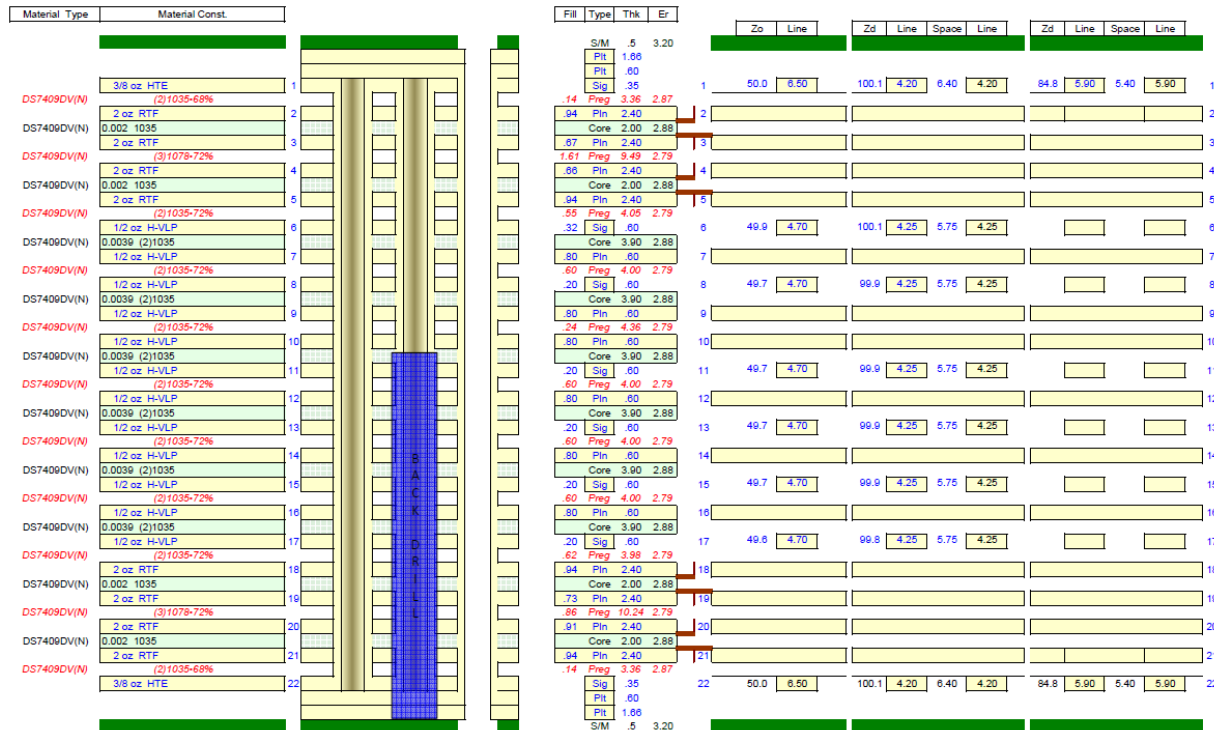 Material Type Material Const. Fill Type Thk Er
Zo Line Zd Line Space Line Zd Line Space Line
S/M .5 3.20
Plt 1.66
Plt .60
3/8 oz HTE 1 Sig .35 1 50.0 6.50 100.1 4.20 6.40 4.20 84.8 5.90 5.40 5.90 1
DS7409DV(N) (2)1035-68% .14 Preg 3.36 2.87
2 oz RTF 2 .94 Pln 2.40 2 2
DS7409DV(N) 0.002 1035 Core 2.00 2.88
2 oz RTF 3 .67 Pln 2.40 3 3
DS7409DV(N) (3)1078-72% 1.61 Preg 9.49 2.79
2 oz RTF 4 .66 Pln 2.40 4 4
DS7409DV(N) 0.002 1035 Core 2.00 2.88
2 oz RTF 5 .94 Pln 2.40 5 5
DS7409DV(N) (2)1035-72% .55 Preg 4.05 2.79
1/2 oz H-VLP 6 .32 Sig .60 6 49.9 4.70 100.1 4.25 5.75 4.25 6
DS7409DV(N) 0.0039 (2)1035 Core 3.90 2.88
1/2 oz H-VLP 7 .80 Pln .60 7 7
DS7409DV(N) (2)1035-72% .60 Preg 4.00 2.79
1/2 oz H-VLP 8 .20 Sig .60 8 49.7 4.70 99.9 4.25 5.75 4.25 8
DS7409DV(N) 0.0039 (2)1035 Core 3.90 2.88
1/2 oz H-VLP 9 .80 Pln .60 9 9
DS7409DV(N) (2)1035-72% .24 Preg 4.36 2.79
1/2 oz H-VLP 10 .80 Pln .60 10
DS7409DV(N) 0.0039 (2)1035 Core 3.90 2.88
1/2 oz H-VLP 11 .20 Sig .60 11 49.7 4.70 99.9 4.25 5.75 4.25
DS7409DV(N) (2)1035-72% .60 Preg 4.00 2.79
1/2 oz H-VLP 12 .80 Pln .60 12
DS7409DV(N) 0.0039 (2)1035 Core 3.90 2.88
1/2 oz H-VLP 13 .20 Sig .60 13 49.7 4.70 99.9 4.25 5.75 4.25
DS7409DV(N) (2)1035-72% .60 Preg 4.00 2.79
1/2 oz H-VLP 14 .80 Pln .60 14
DS7409DV(N) 0.0039 (2)1035 Core 3.90 2.88
1/2 oz H-VLP 15 .20 Sig .60 15 49.7 4.70 99.9 4.25 5.75 4.25
DS7409DV(N) (2)1035-72% .60 Preg 4.00 2.79
1/2 oz H-VLP 16 .80 Pln .60 16
DS7409DV(N) 0.0039 (2)1035 Core 3.90 2.88
1/2 oz H-VLP 17 .20 Sig .60 17 49.6 4.70 99.8 4.25 5.75 4.25
DS7409DV(N) (2)1035-72% .62 Preg 3.98 2.79
2 oz RTF 18 .94 Pln 2.40 18
DS7409DV(N) 0.002 1035 Core 2.00 2.88
2 oz RTF 19 .73 Pln 2.40 19
DS7409DV(N) (3)1078-72% .86 Preg 10.24 2.79
2 oz RTF 20 .91 Pln 2.40 20
DS7409DV(N) 0.002 1035 Core 2.00 2.88
2 oz RTF 21 .94 Pln 2.40 21
DS7409DV(N) (2)1035-68% .14 Preg 3.36 2.87
3/8 oz HTE 22 Sig .35 22 50.0 6.50 100.1 4.20 6.40 4.20 84.8 5.90 5.40 5.90
Plt .60
Plt 1.66
S/M .5 3.20
BACK DRILL